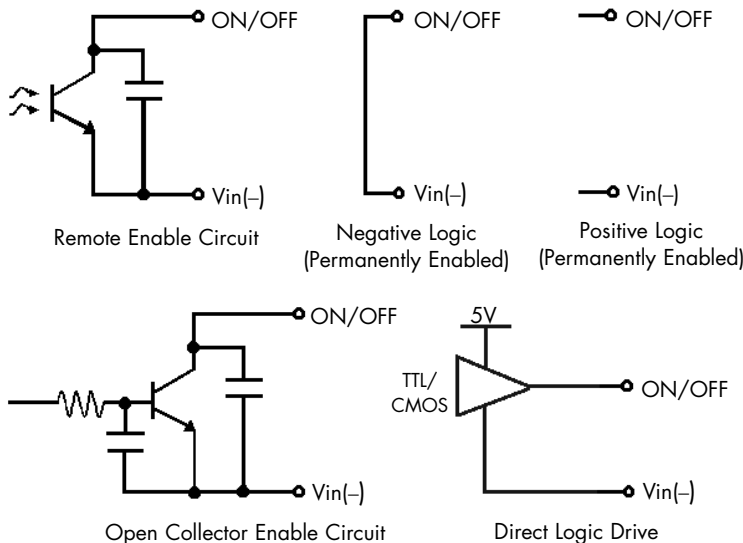 ON/OFF
Vin(–)
Remote Enable Circuit
ON/OFF
Vin(–)
Negative Logic
(Permanently Enabled)
ON/OFF
Vin(–)
Positive Logic
(Permanently Enabled)
ON/OFF
Vin(–)
Open Collector Enable Circuit
5V
TTL/
CMOS
ON/OFF
Vin(–)
Direct Logic Drive